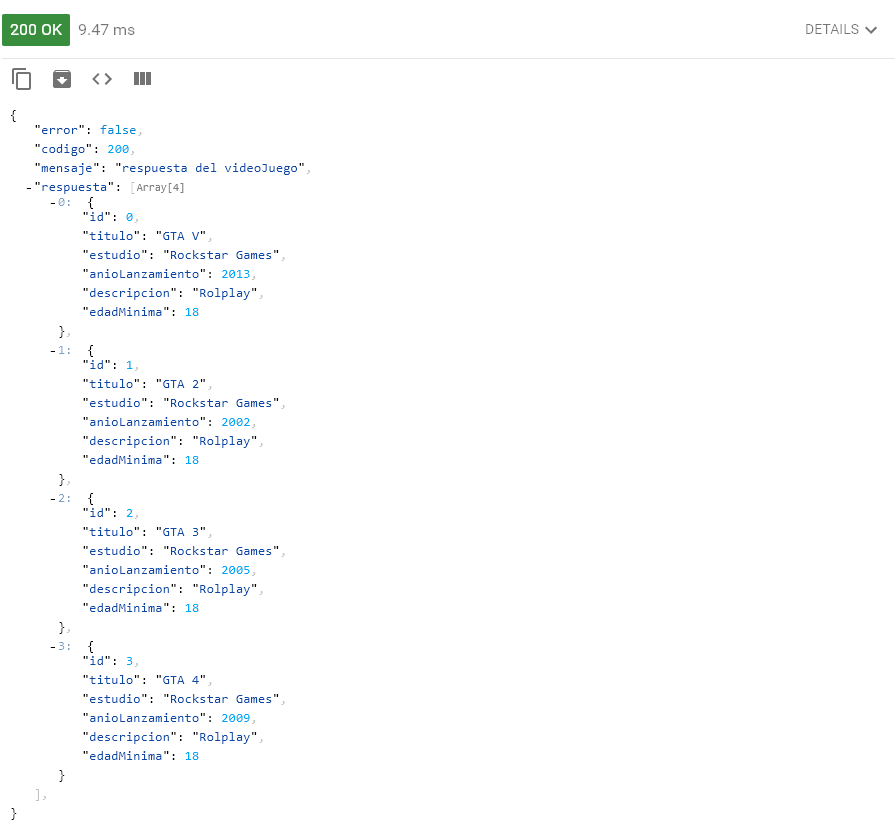 200 OK 9.47 ms DETAILS
{
"error": false,
"codigo": 200,
"mensaje": "respuesta del videoJuego",
-"respuesta": [Array[4]
-0: {
"id": 0,
"titulo": "GTA V",
"estudio": "Rockstar Games",
"anioLanzamiento": 2013,
"descripcion": "Rolplay",
"edadMinima": 18
},
-1: {
"id": 1,
"titulo": "GTA 2",
"estudio": "Rockstar Games",
"anioLanzamiento": 2002,
"descripcion": "Rolplay",
"edadMinima": 18
},
-2: {
"id": 2,
"titulo": "GTA 3",
"estudio": "Rockstar Games",
"anioLanzamiento": 2005,
"descripcion": "Rolplay",
"edadMinima": 18
},
-3: {
"id": 3,
"titulo": "GTA 4",
"estudio": "Rockstar Games",
"anioLanzamiento": 2009,
"descripcion": "Rolplay",
"edadMinima": 18
}
],
}